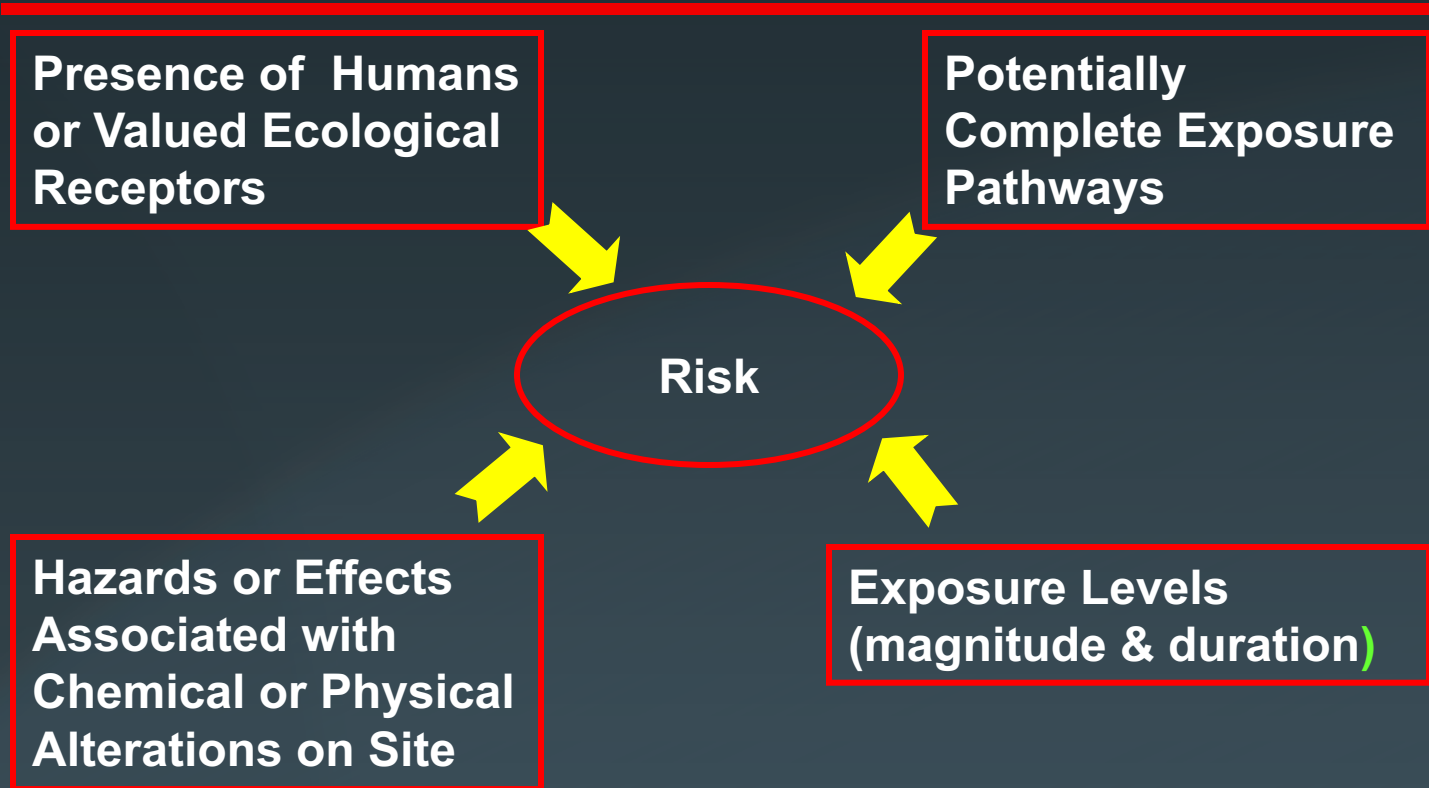 Presence of Humans
or Valued Ecological
Receptors
Potentially
Complete Exposure
Pathways
Risk
Hazards or Effects
Associated with
Chemical or Physical
Alterations on Site
Exposure Levels
(magnitude & duration)